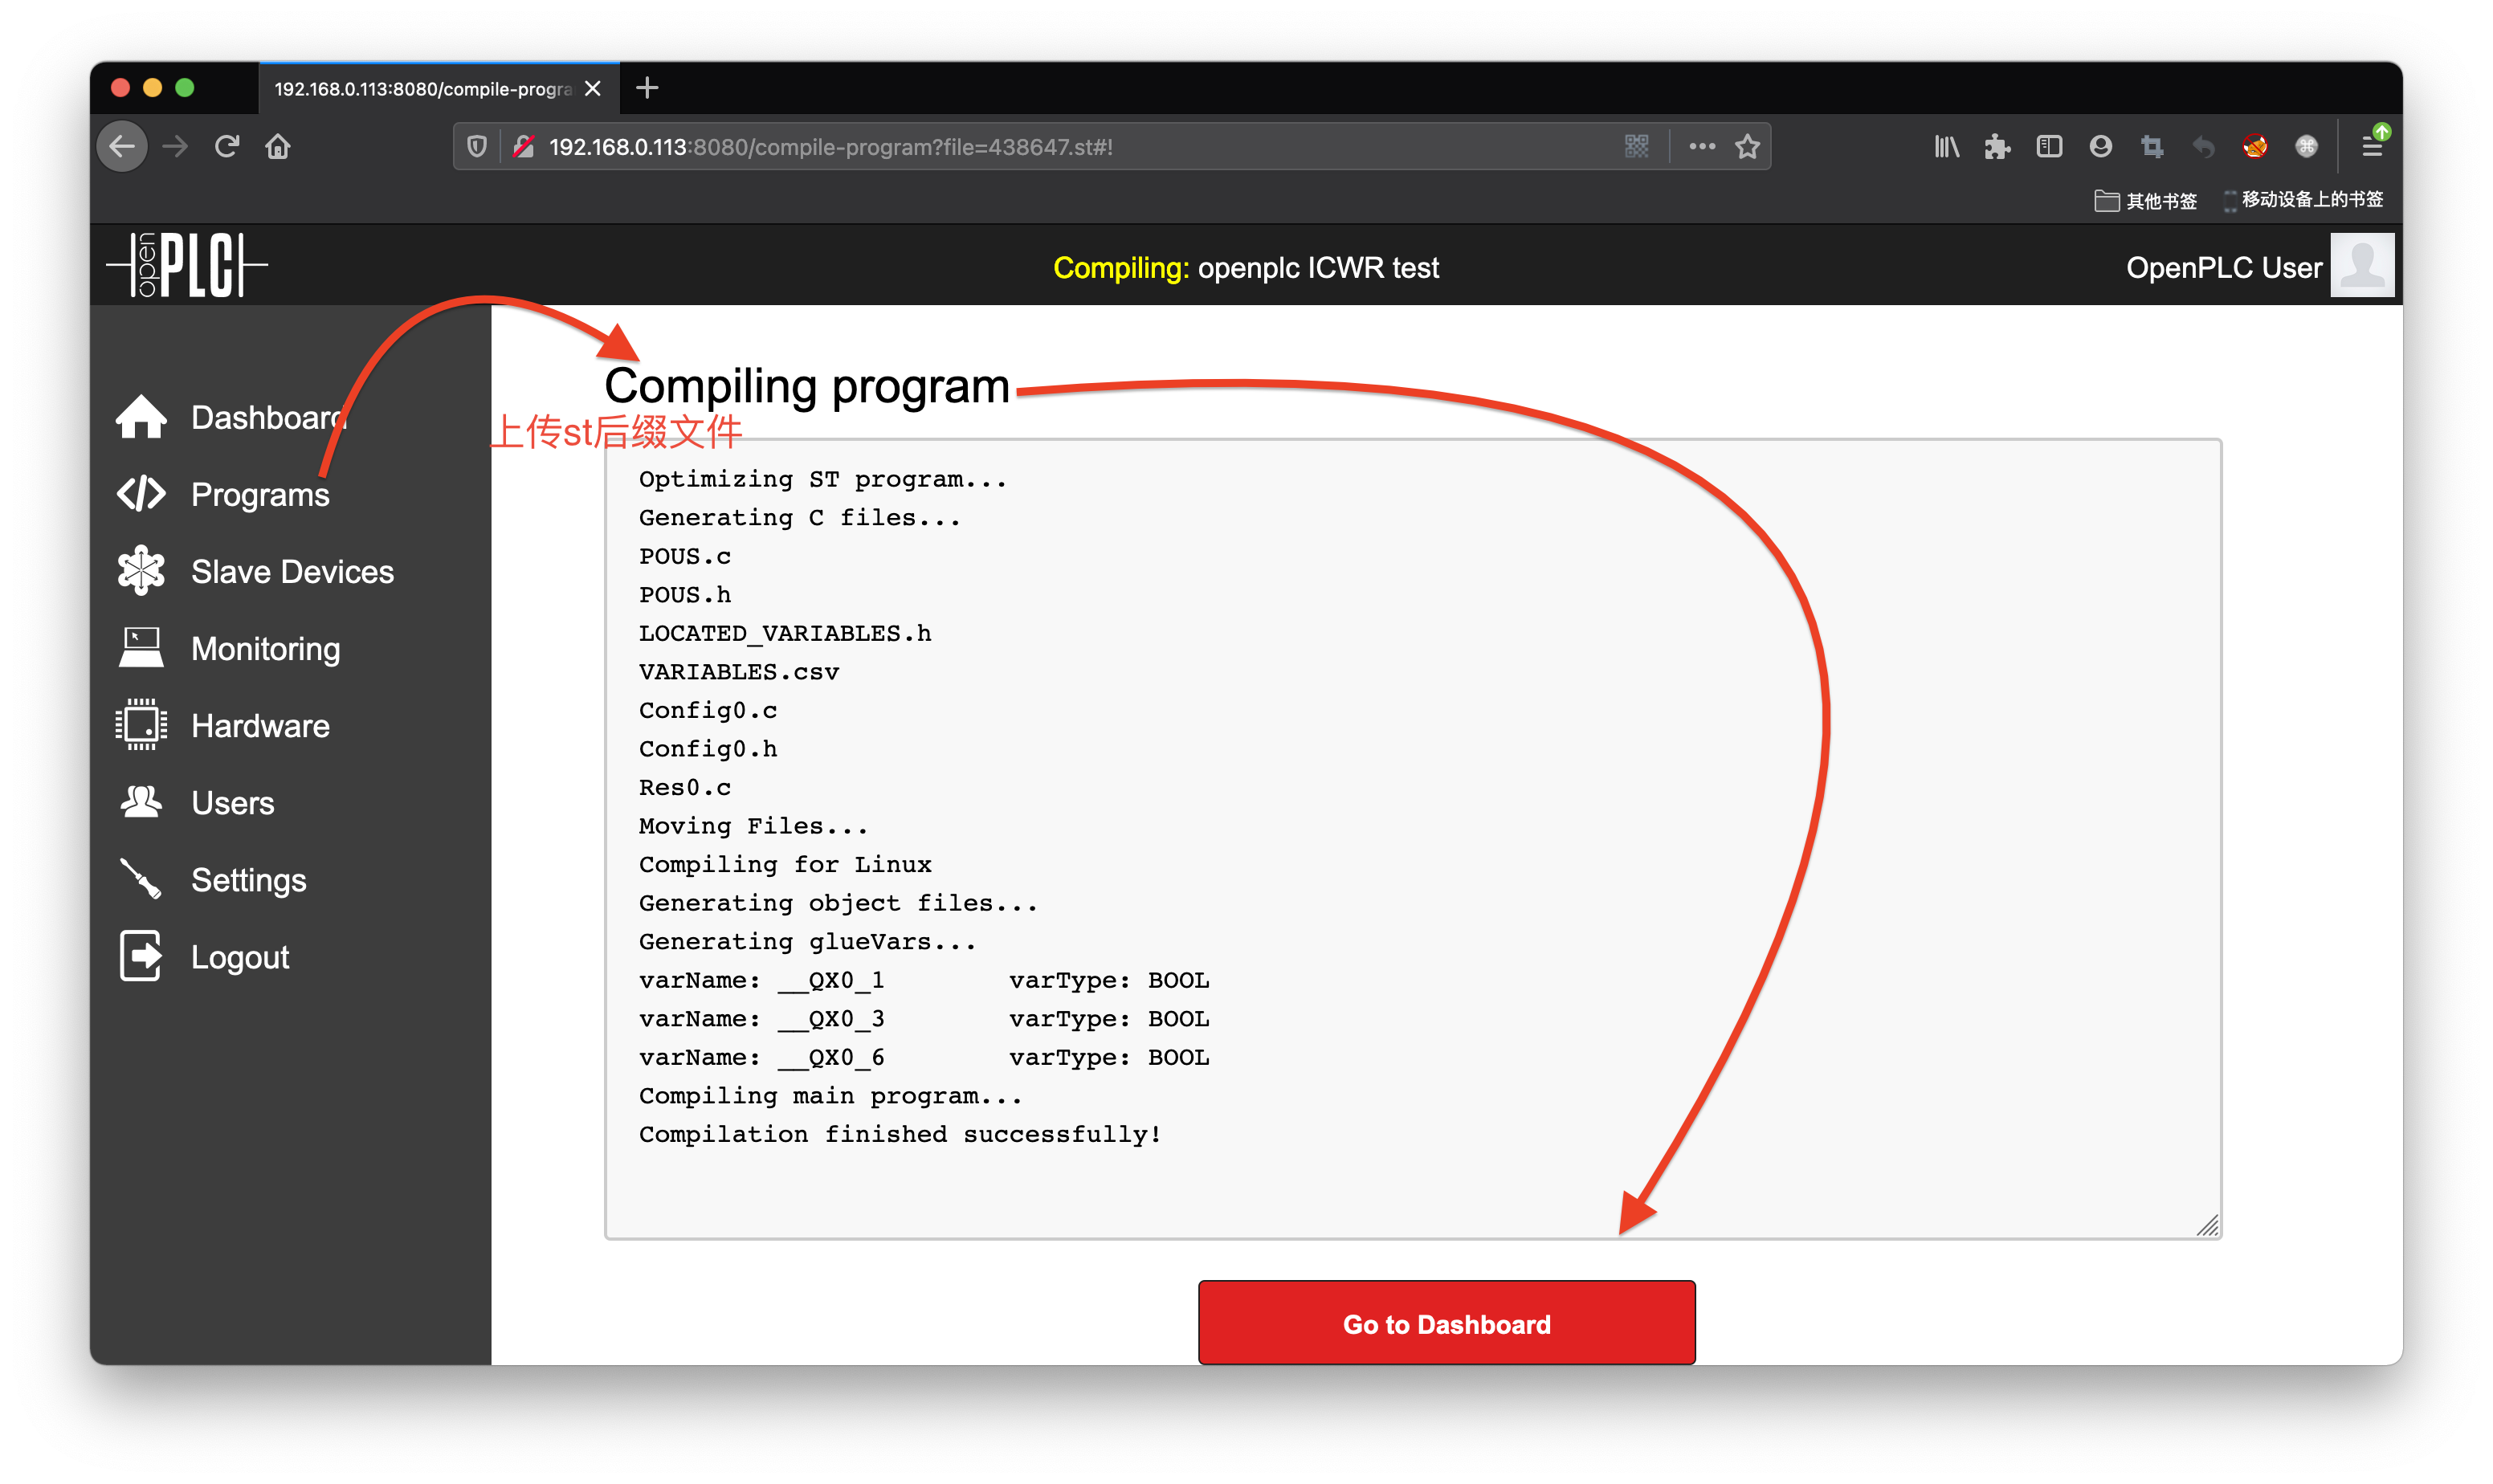 192.168.0.113:8080/compile-progra
192.168.0.113:8080/compile-program?file=438647.st#!
其他书签 移动设备上的书签
open PLC
Compiling: openplc ICWR test
OpenPLC User
Dashboard
Programs
Slave Devices
Monitoring
Hardware
Users
Settings
Logout
Compiling program
上传st后缀文件
Optimizing ST program...
Generating C files...
POUS.c
POUS.h
LOCATED_VARIABLES.h
VARIABLES.csv
Config0.c
Config0.h
Res0.c
Moving Files...
Compiling for Linux
Generating object files...
Generating glueVars...
varName: __QX0_1 varType: BOOL
varName: __QX0_3 varType: BOOL
varName: __QX0_6 varType: BOOL
Compiling main program...
Compilation finished successfully!
Go to Dashboard